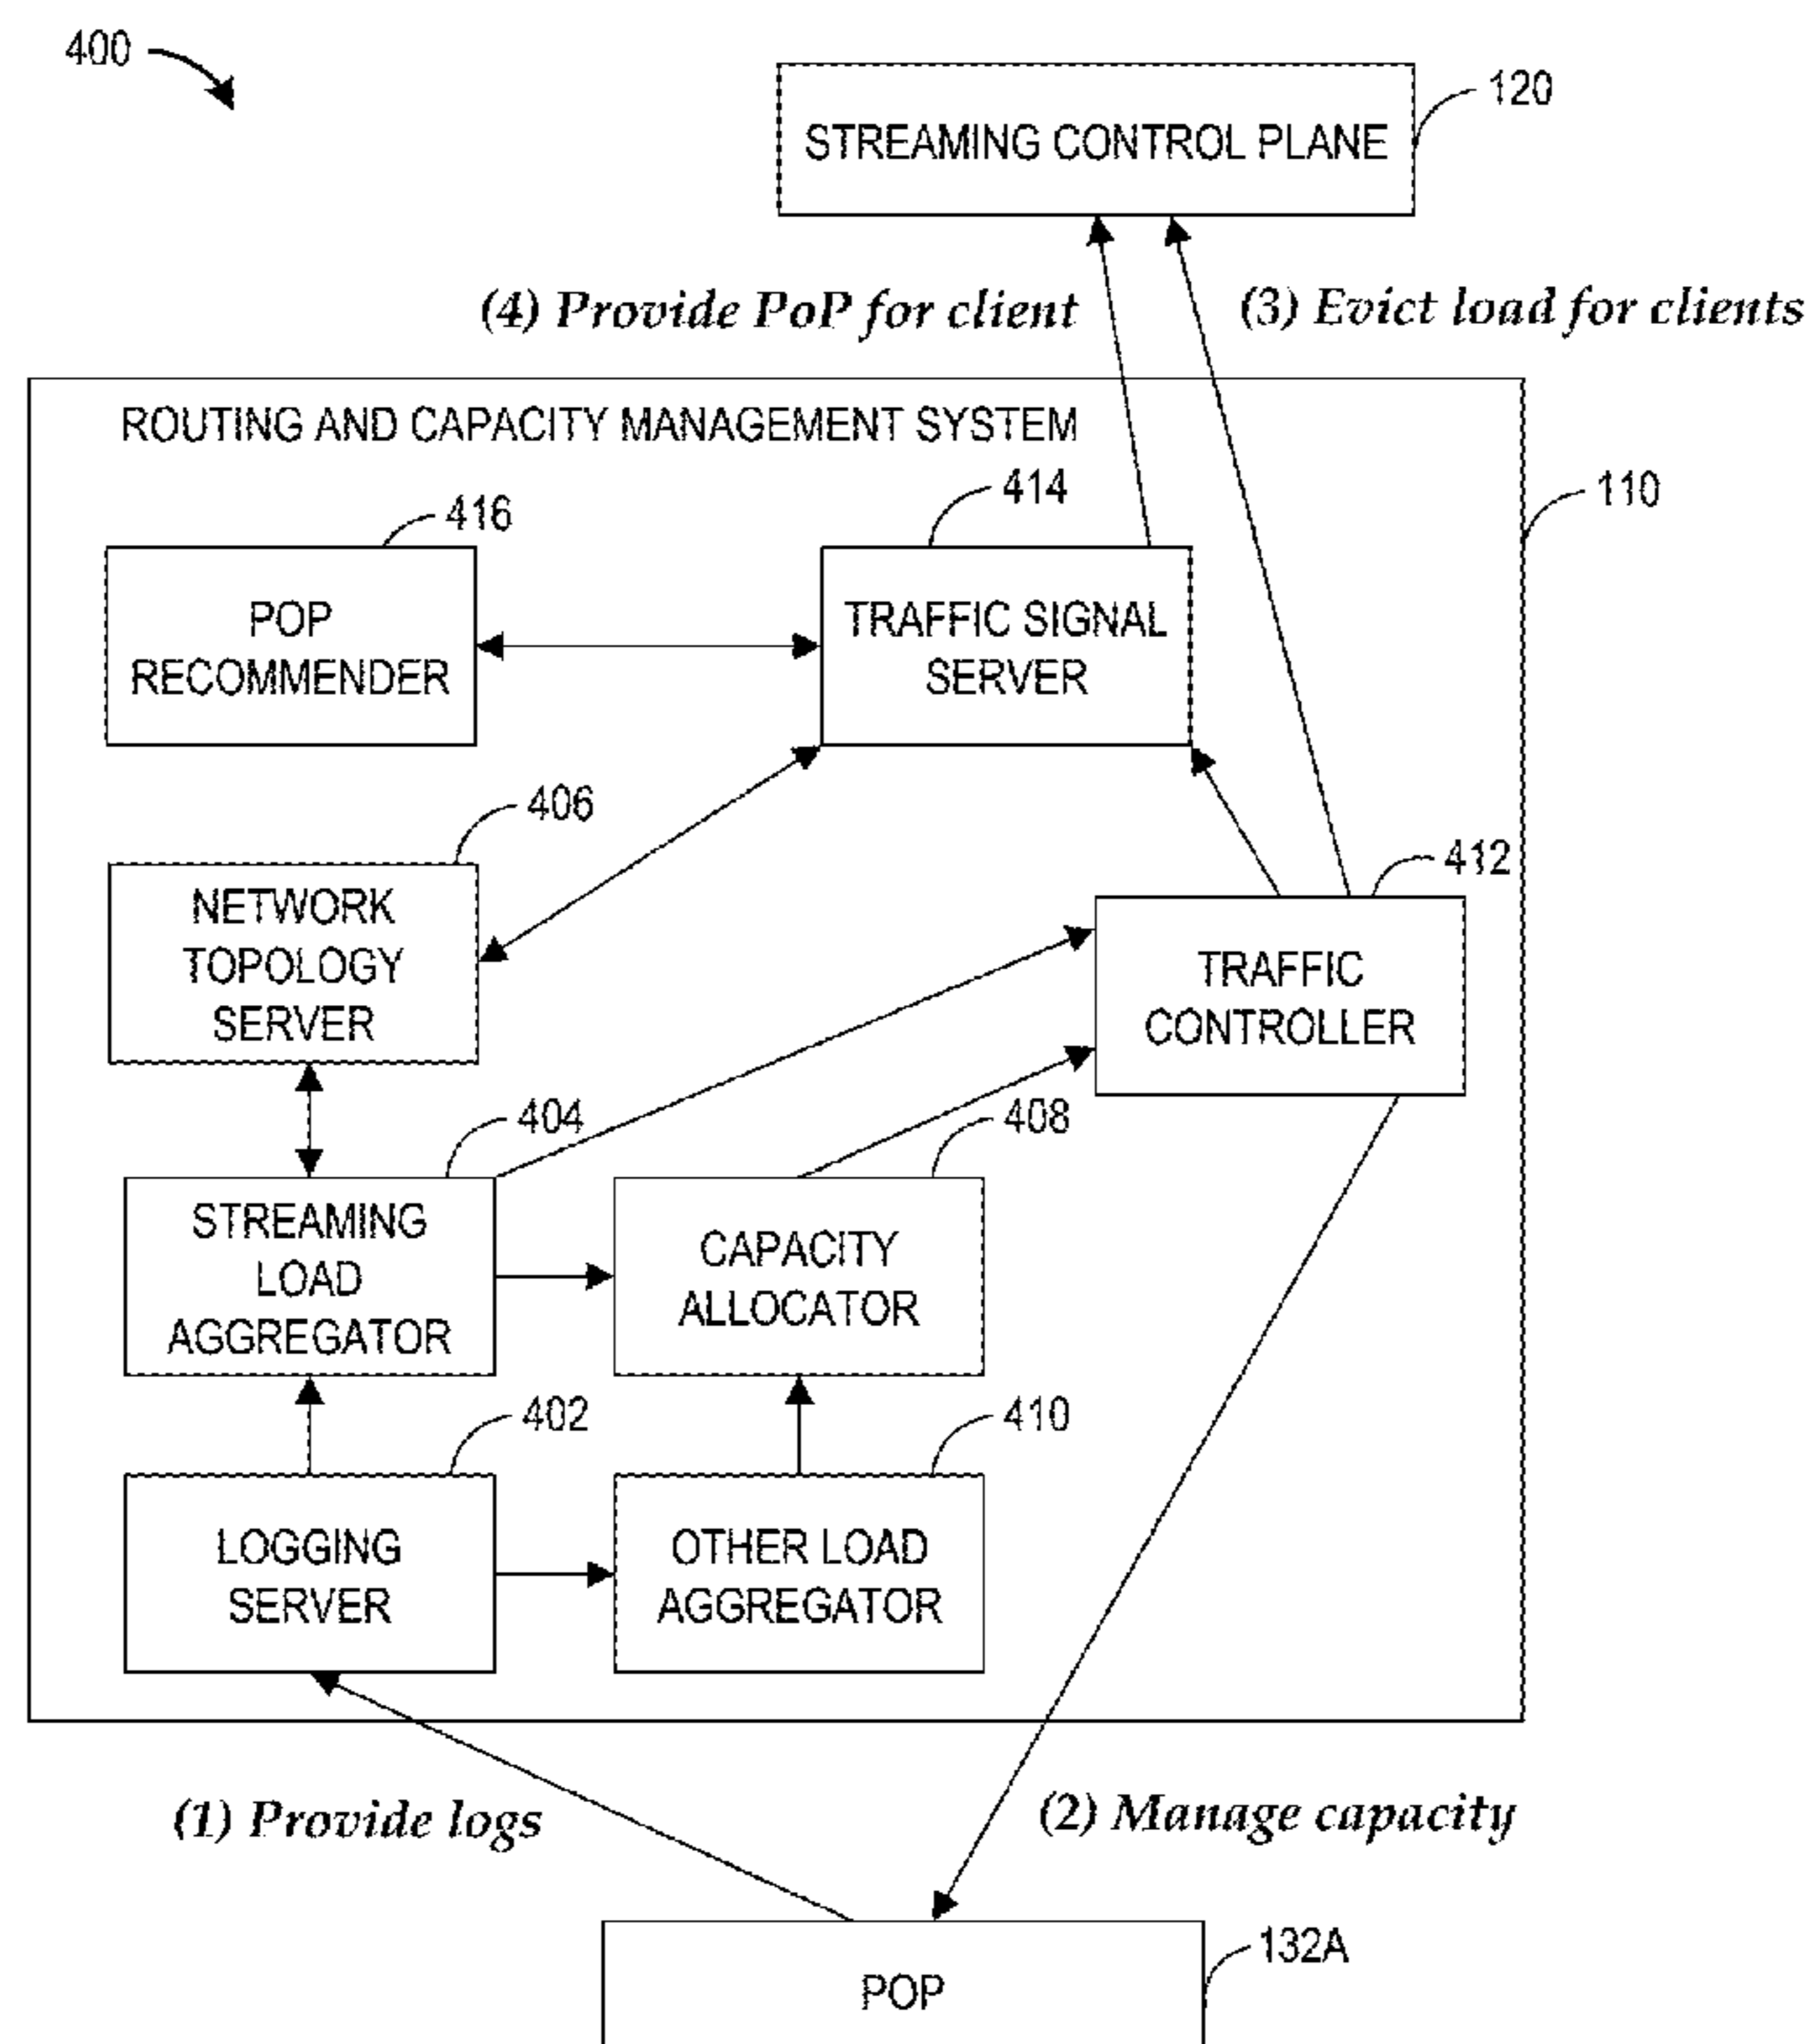 400
120
STREAMING CONTROL PLANE
(4) Provide PoP for client
(3) Evict load for clients
ROUTING AND CAPACITY MANAGEMENT SYSTEM
110
416
414
POP
RECOMMENDER
TRAFFIC SIGNAL
SERVER
406
412
NETWORK
TOPOLOGY
SERVER
TRAFFIC
CONTROLLER
404
408
STREAMING
LOAD
AGGREGATOR
CAPACITY
ALLOCATOR
402
410
LOGGING
SERVER
OTHER LOAD
AGGREGATOR
(1) Provide logs
(2) Manage capacity
132A
POP